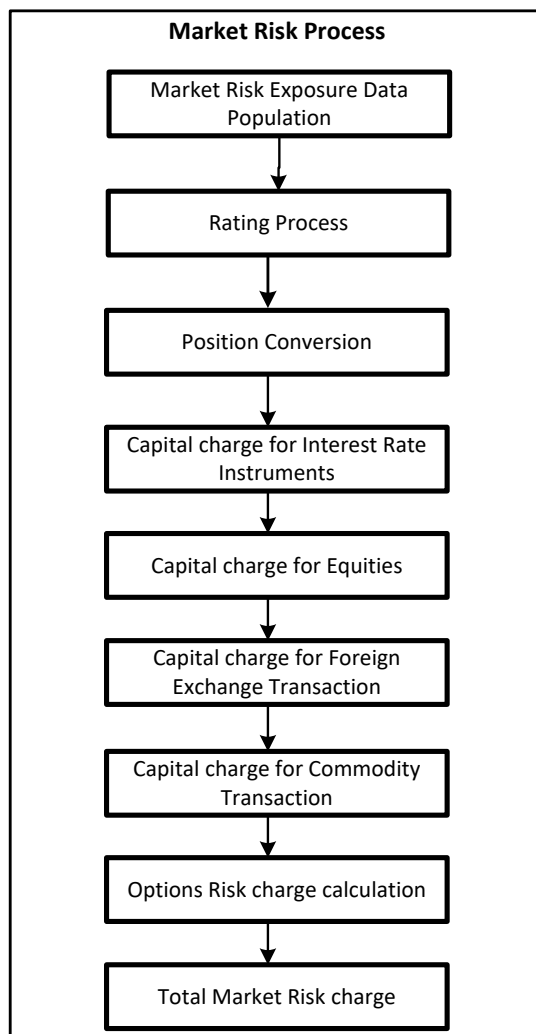 Market Risk Process
Market Risk Exposure Data
Population
Rating Process
Position Conversion
Capital charge for Interest Rate
Instruments
Capital charge for Equities
Capital charge for Foreign
Exchange Transaction
Capital charge for Commodity
Transaction
Options Risk charge calculation
Total Market Risk charge